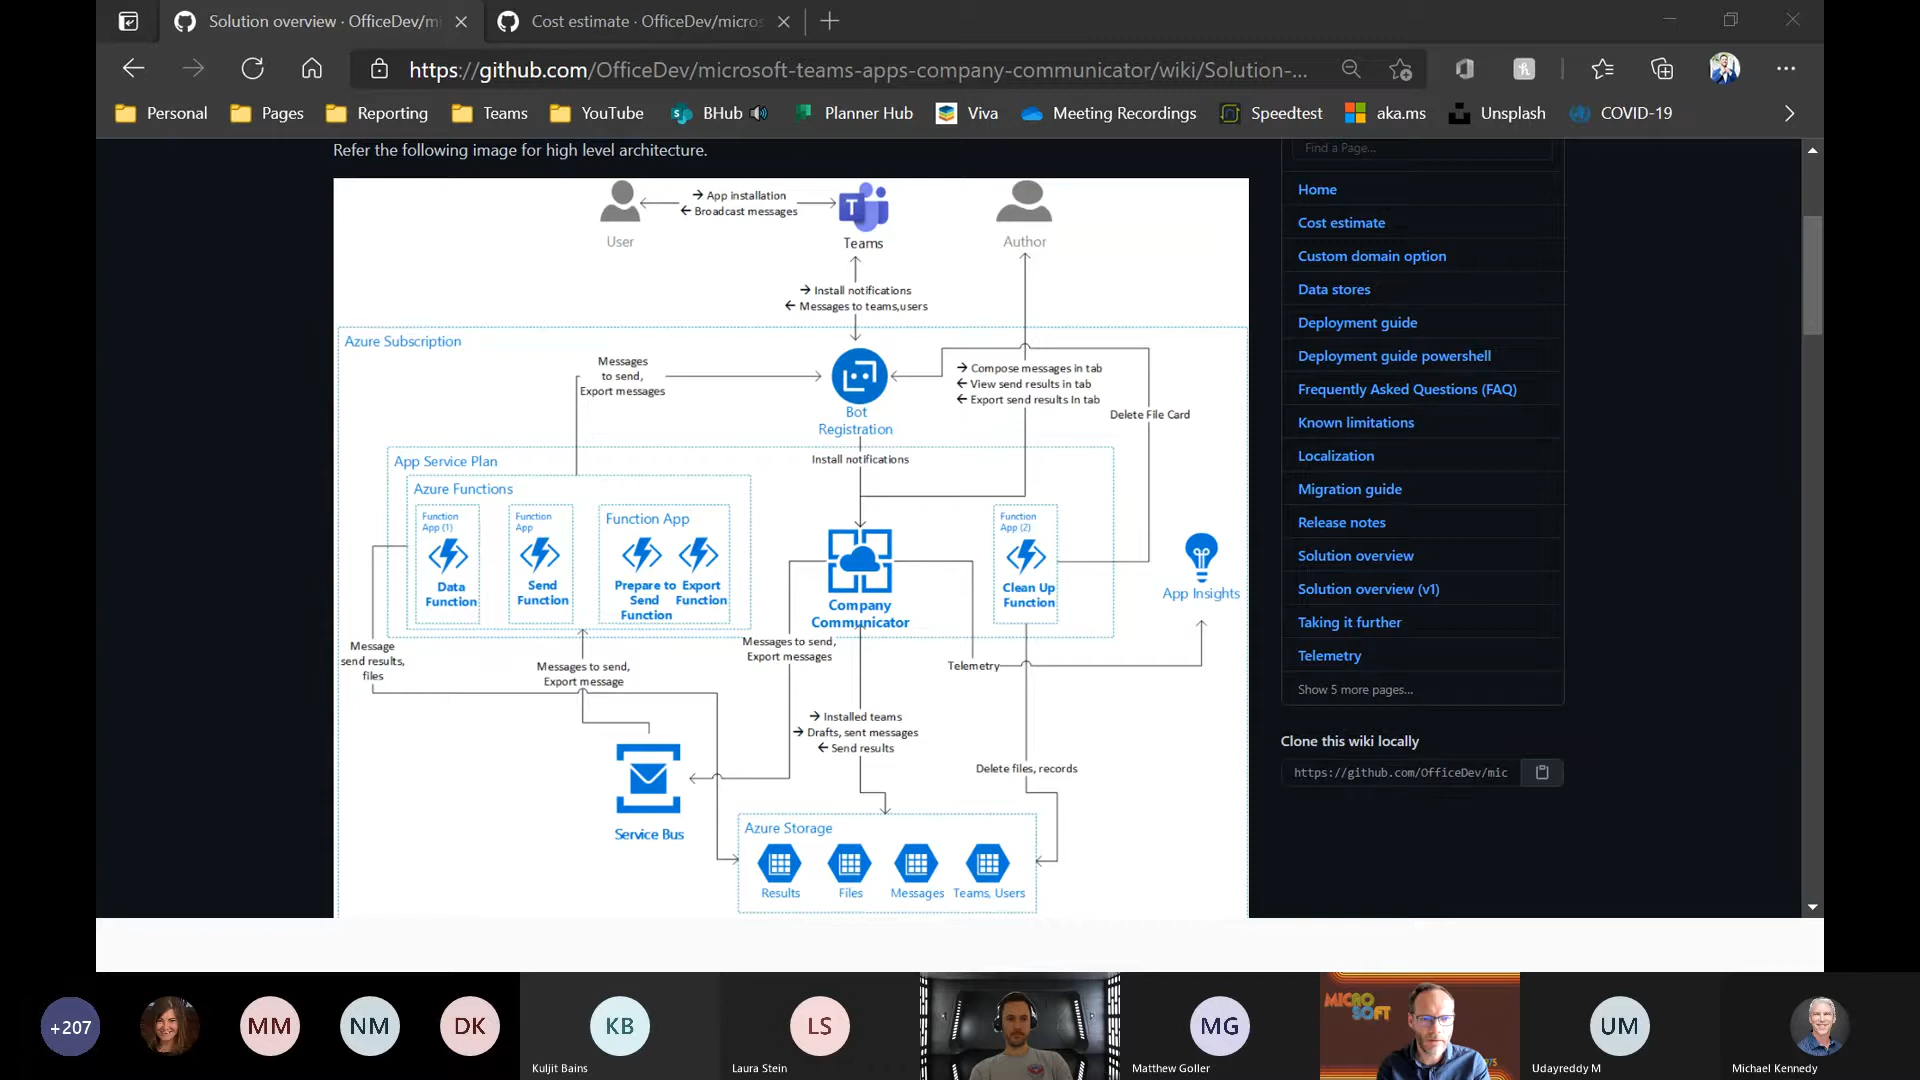 Solution overview · OfficeDev/mi
Cost estimate · OfficeDev/micros
https://github.com/OfficeDev/microsoft-teams-apps-company-communicator/wiki/Solution-...
Personal
Pages
Reporting
Teams
YouTube
BHub
Planner Hub
Viva
Meeting Recordings
Speedtest
aka.ms
Unsplash
COVID-19
Refer the following image for high level architecture.
→ App installation
← Broadcast messages
User
T
Teams
Author
→ Install notifications
← Messages to teams,users
Azure Subscription
Messages
to send,
Export messages
Bot
Registration
→ Compose messages in tab
← View send results in tab
← Export send results In tab
Delete File Card
App Service Plan
Install notifications
Azure Functions
Function
App (1)
Data
Function
Function
App
Send
Function
Function App
Prepare to
Send
Function
Export
Function
Company
Communicator
Function
App (2)
Clean Up
Function
App Insights
Message
send results,
files
Messages to send,
Export message
Messages to send,
Export messages
Telemetry
→ Installed teams
→ Drafts, sent messages
← Send results
Delete files, records
Service Bus
Azure Storage
Results
Files
Messages
Teams, Users
Find a Page...
Home
Cost estimate
Custom domain option
Data stores
Deployment guide
Deployment guide powershell
Frequently Asked Questions (FAQ)
Known limitations
Localization
Migration guide
Release notes
Solution overview
Solution overview (v1)
Taking it further
Telemetry
Show 5 more pages...
Clone this wiki locally
https://github.com/OfficeDev/mic
+207
MM
NM
DK
KB
Kuljit Bains
LS
Laura Stein
MG
Matthew Goller
MICRO
SOFT
UM
Udayreddy M
Michael Kennedy